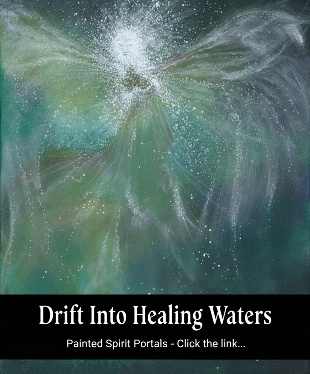 Drift Into Healing Waters
Painted Spirit Portals - Click the link...